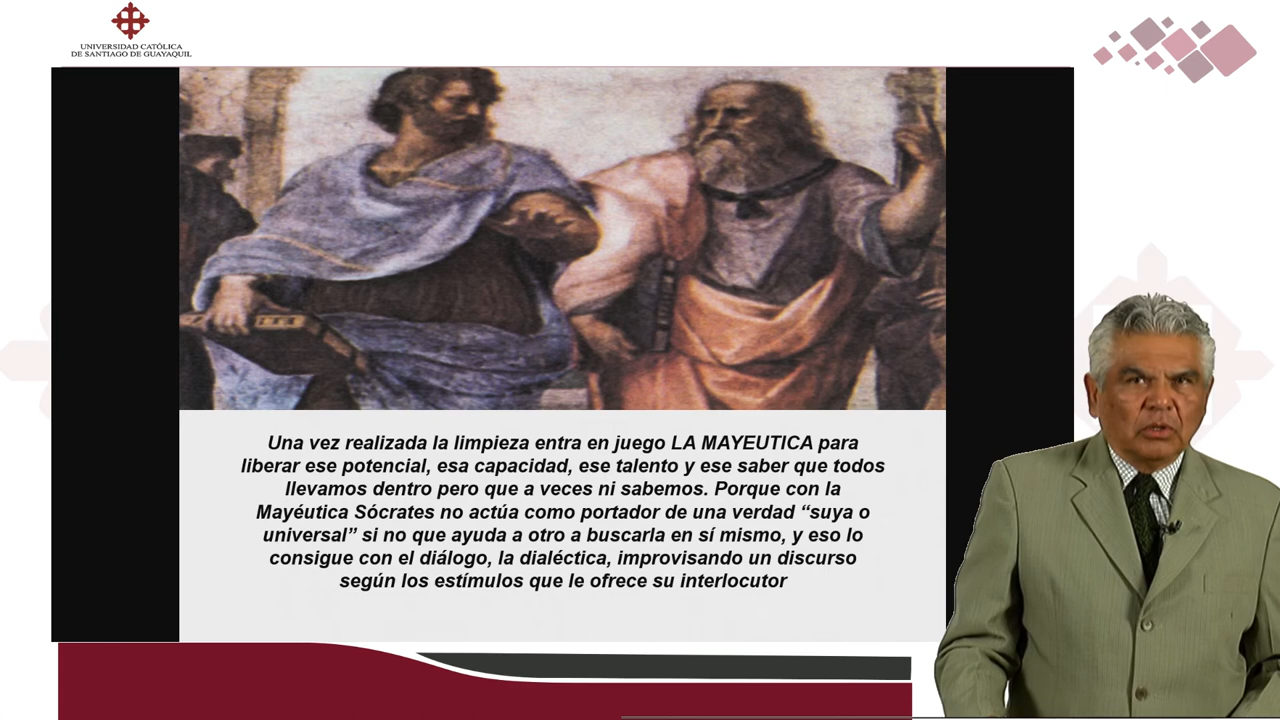 UNIVERSIDAD CATÓLICA
DE SANTIAGO DE GUAYAQUIL
Una vez realizada la limpieza entra en juego LA MAYEUTICA para
liberar ese potencial, esa capacidad, ese talento y ese saber que todos
llevamos dentro pero que a veces ni sabemos. Porque con la
Mayéutica Sócrates no actúa como portador de una verdad “suya o
universal” si no que ayuda a otro a buscarla en sí mismo, y eso lo
consigue con el diálogo, la dialéctica, improvisando un discurso
según los estímulos que le ofrece su interlocutor